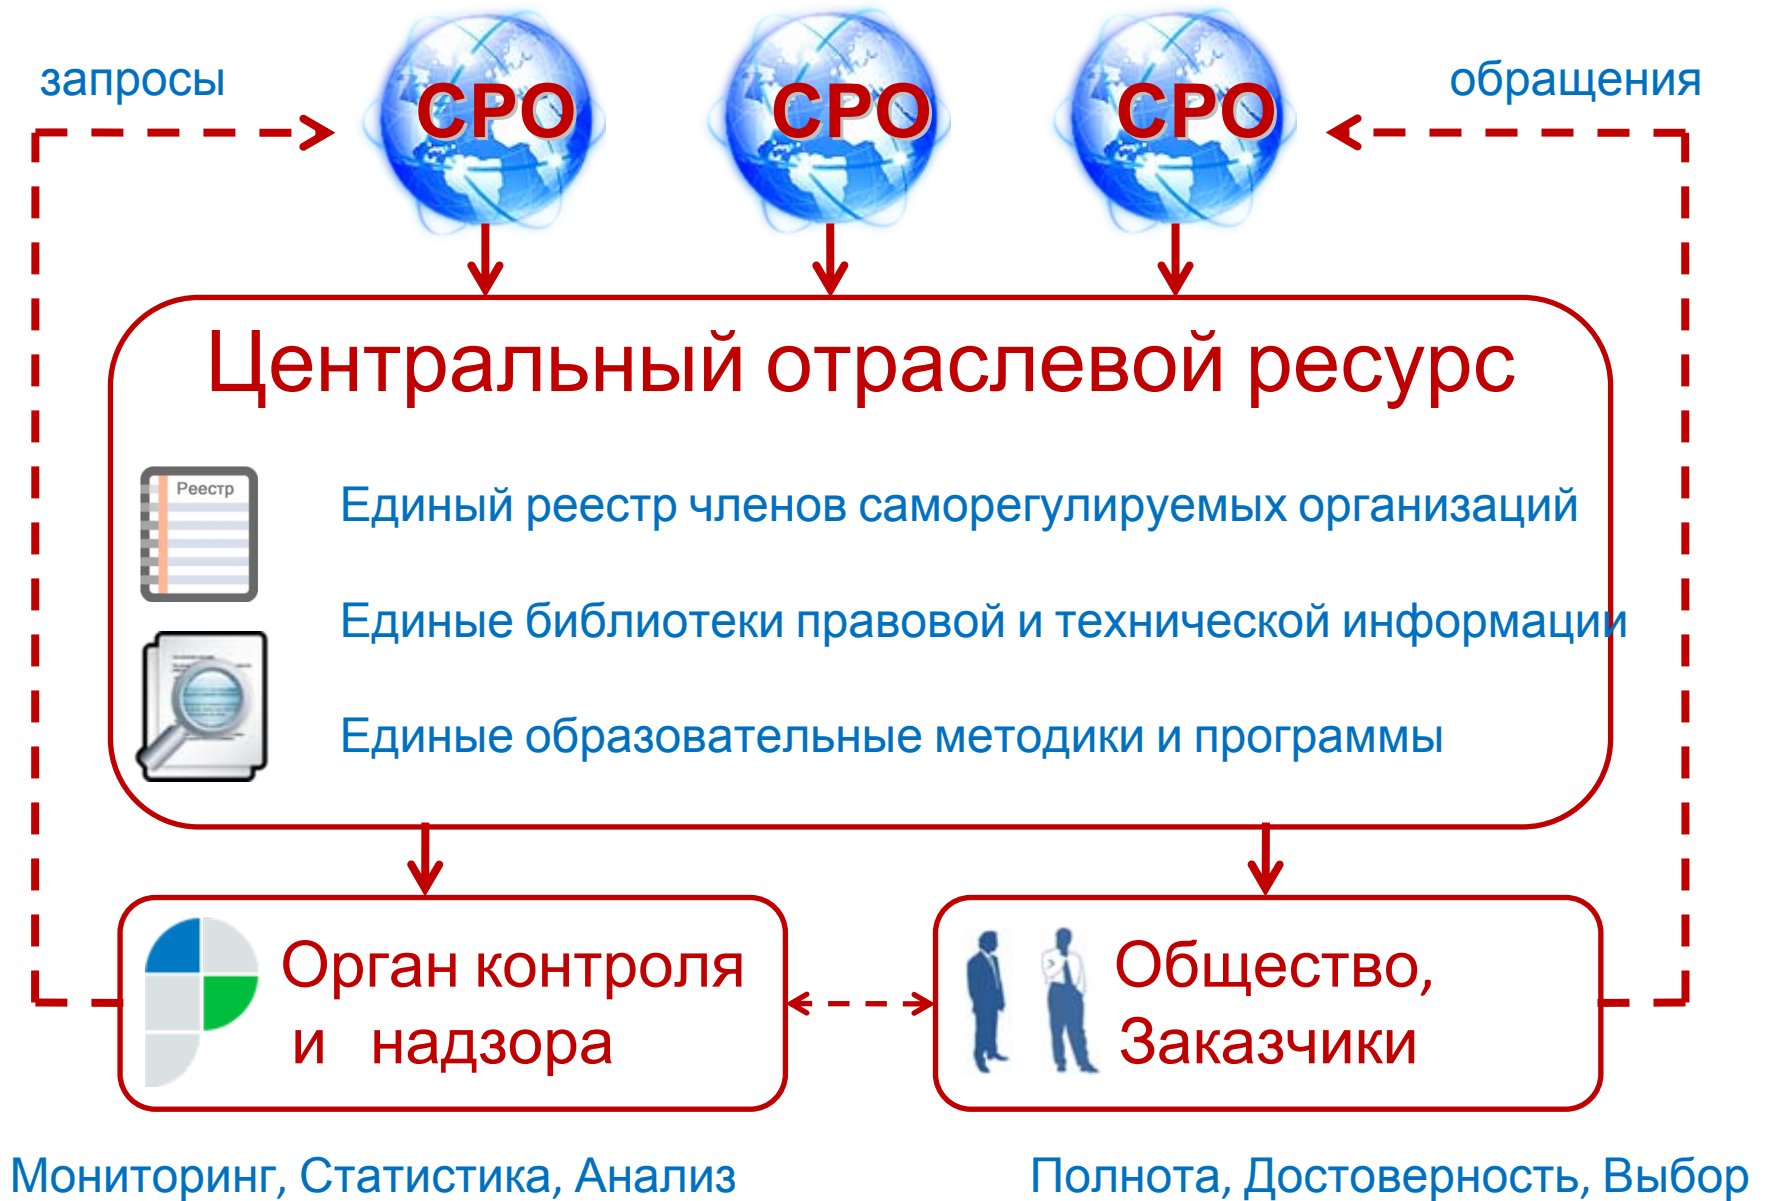 запросы
обращения
СРО
СРО
СРО
Центральный отраслевой ресурс
Реестр
Единый реестр членов саморегулируемых организаций
Единые библиотеки правовой и технической информации
Единые образовательные методики и программы
Орган контроля
и надзора
Общество,
Заказчики
Мониторинг, Статистика, Анализ
Полнота, Достоверность, Выбор